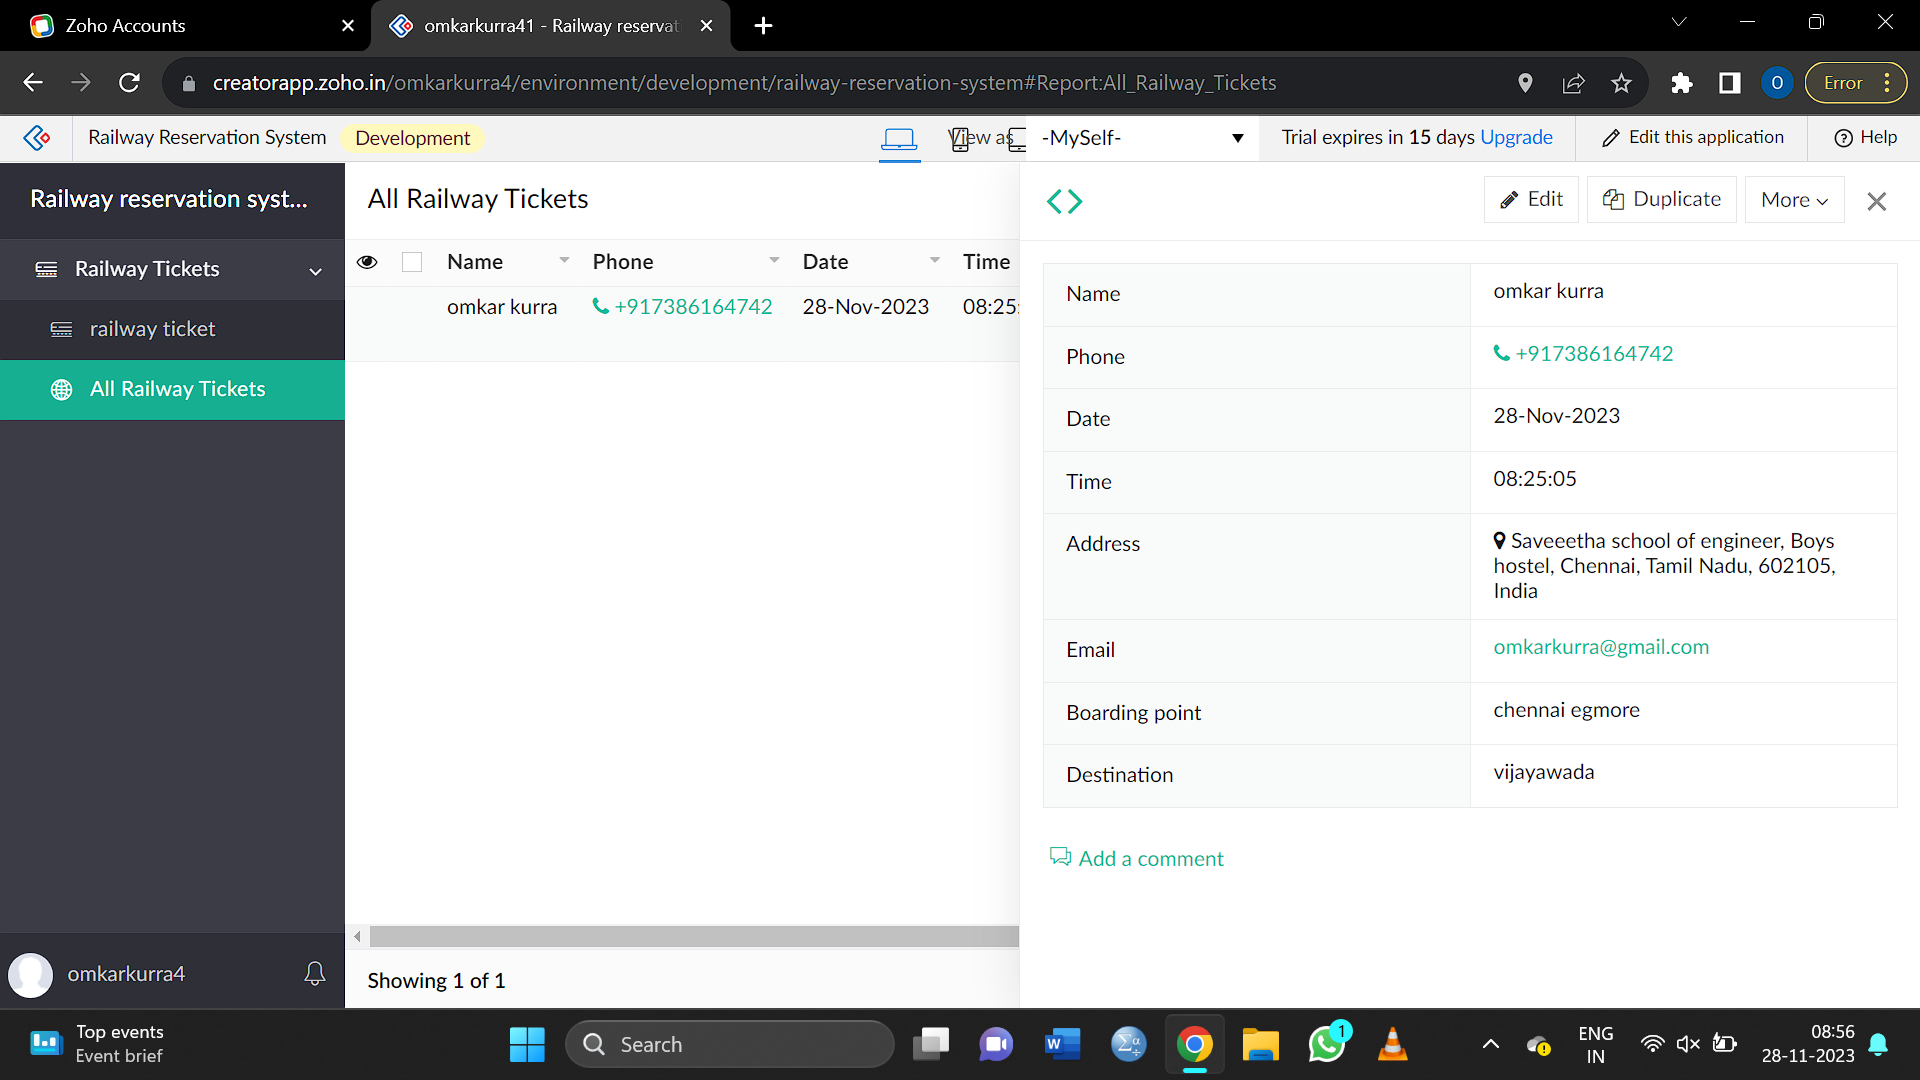 Zoho Accounts
omkarkurra41 - Railway reservati
creatorapp.zoho.in/omkarkurra4/environment/development/railway-reservation-system#Report:All_Railway_Tickets
O
Error
Railway Reservation System
Development
View as
-MySelf-
Trial expires in 15 days Upgrade
Edit this application
Help
Railway reservation syst...
Railway Tickets
railway ticket
All Railway Tickets
omkarkurra4
All Railway Tickets
Name Phone Date Time
omkar kurra +917386164742 28-Nov-2023 08:25:
Showing 1 of 1
Edit
Duplicate
More
Name omkar kurra
Phone +917386164742
Date 28-Nov-2023
Time 08:25:05
Address Saveeetha school of engineer, Boys
hostel, Chennai, Tamil Nadu, 602105,
India
Email omkarkurra@gmail.com
Boarding point chennai egmore
Destination vijayawada
Add a comment
Top events
Event brief
Search
W
Σα
1
ENG
IN
08:56
28-11-2023